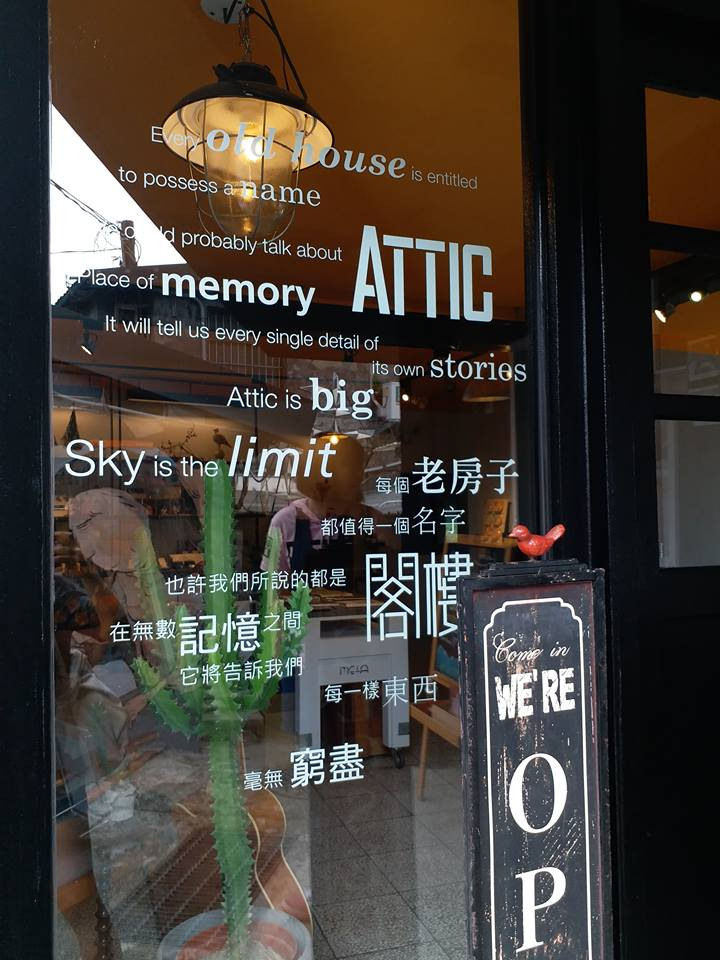 Every old house is entitled
to possess a name
ld probably talk about ATTIC
Place of memory
It will tell us every single detail of
its own stories
Attic is big
Sky is the limit
每個老房子
都值得一個名字
也許我們所說的都是 閣樓
在無數記憶之間
它將告訴我們
每一樣東西
毫無窮盡
Come in
WE'RE
O
P